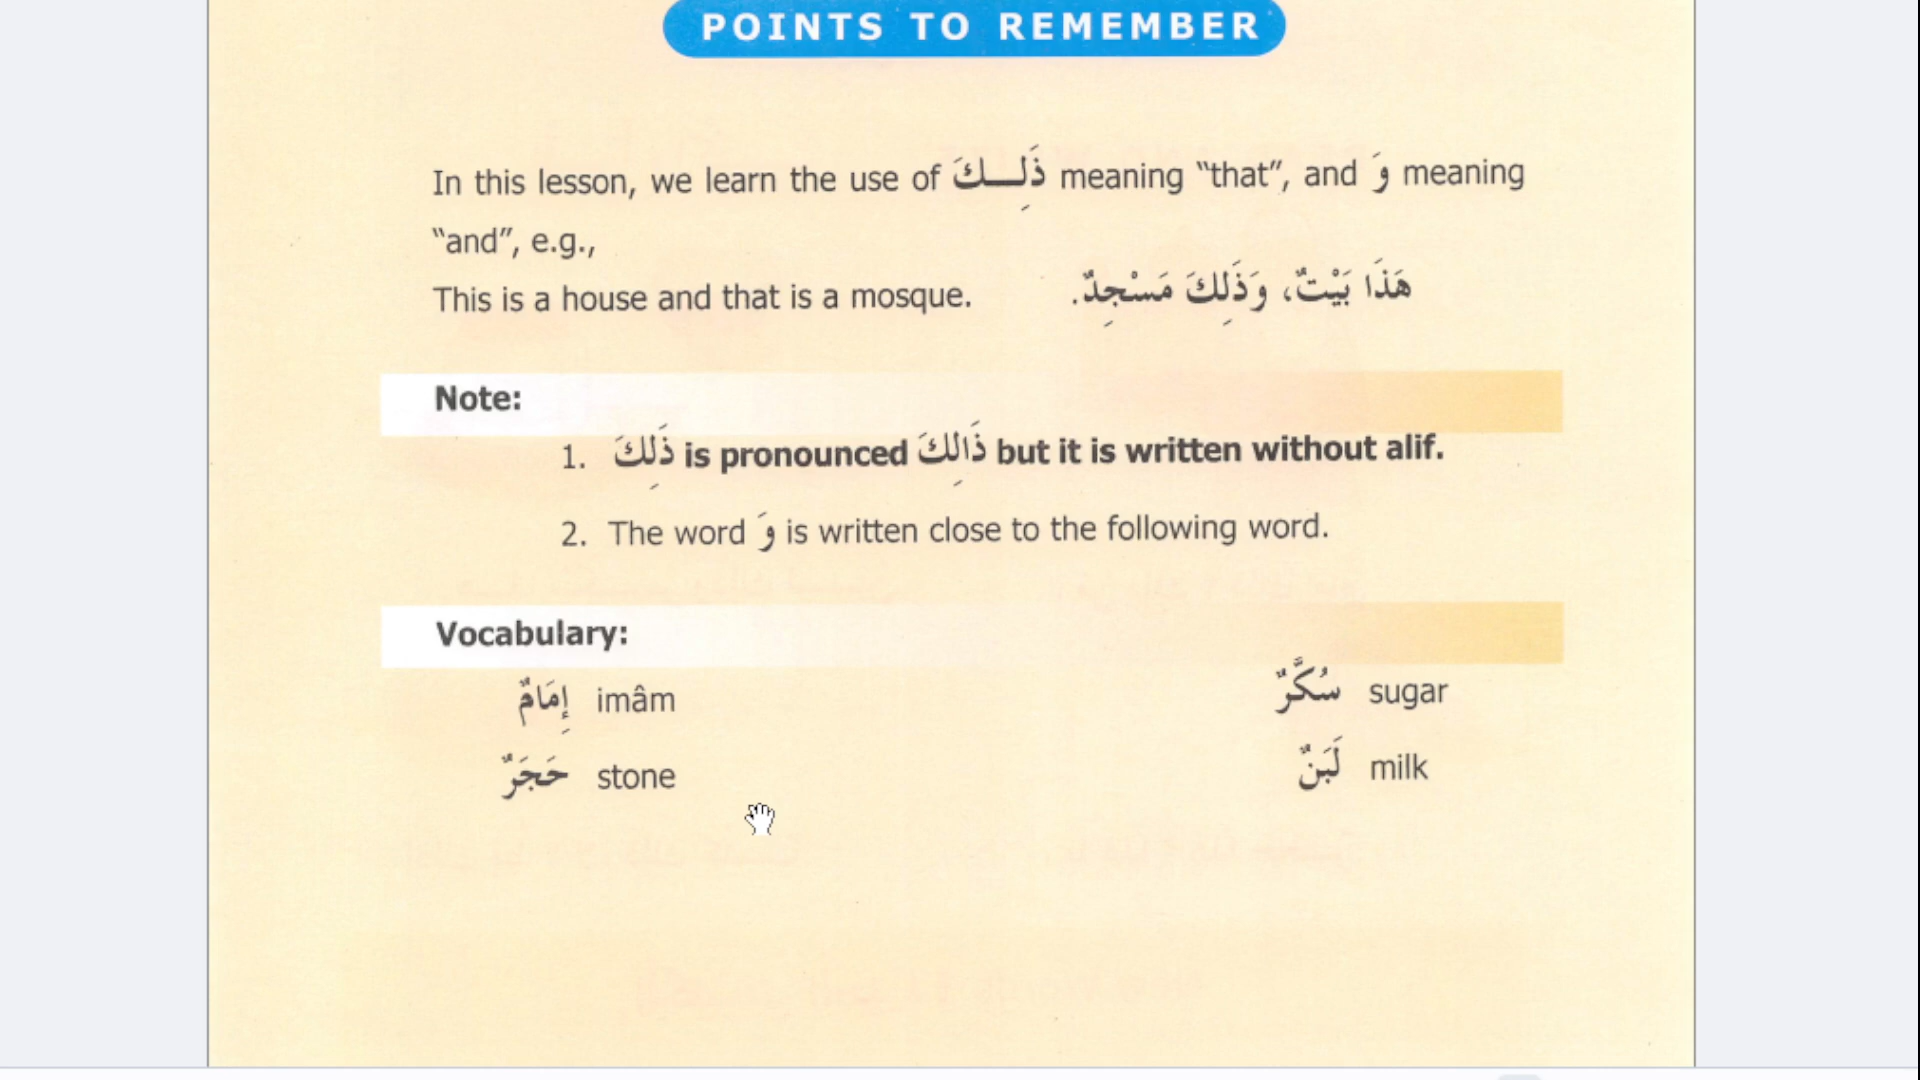 POINTS TO REMEMBER
In this lesson, we learn the use of ذَلِـــكَ meaning “that”, and وَ meaning
“and”, e.g.,
This is a house and that is a mosque. هَذَا بَيْتٌ، وَذَلِكَ مَسْجِدٌ.
Note:
1. ذَلِكَ is pronounced ذَالِكَ but it is written without alif.
2. The word وَ is written close to the following word.
Vocabulary:
إِمَامٌ imâm سُكَّرٌ sugar
حَجَرٌ stone لَبَنٌ milk